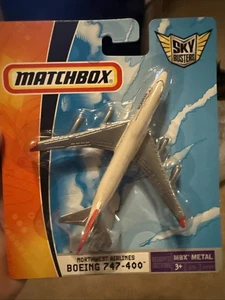 MATCHBOX
SKY
BUSTERS
NORTHWEST AIRLINES
BOEING 747-400
MBX METAL
3+